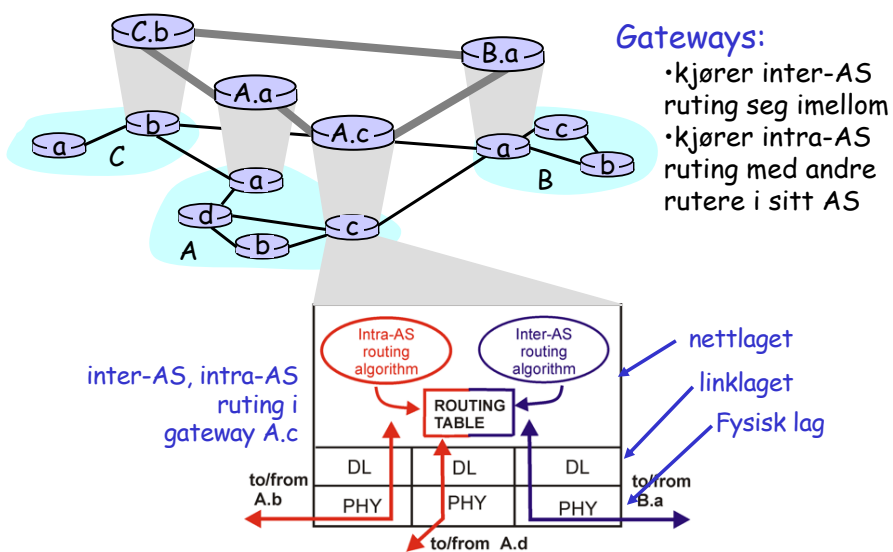 C.b
B.a
A.a
A.c
Gateways:
•kjører inter-AS
ruting seg imellom
•kjører intra-AS
ruting med andre
rutere i sitt AS
a
b
C
a
d
b
c
A
a
c
b
B
Intra-AS
routing
algorithm
Inter-AS
routing
algorithm
ROUTING
TABLE
inter-AS, intra-AS
ruting i
gateway A.c
nettlaget
linklaget
Fysisk lag
DL
DL
DL
PHY
PHY
PHY
to/from
A.b
to/from A.d
to/from
B.a